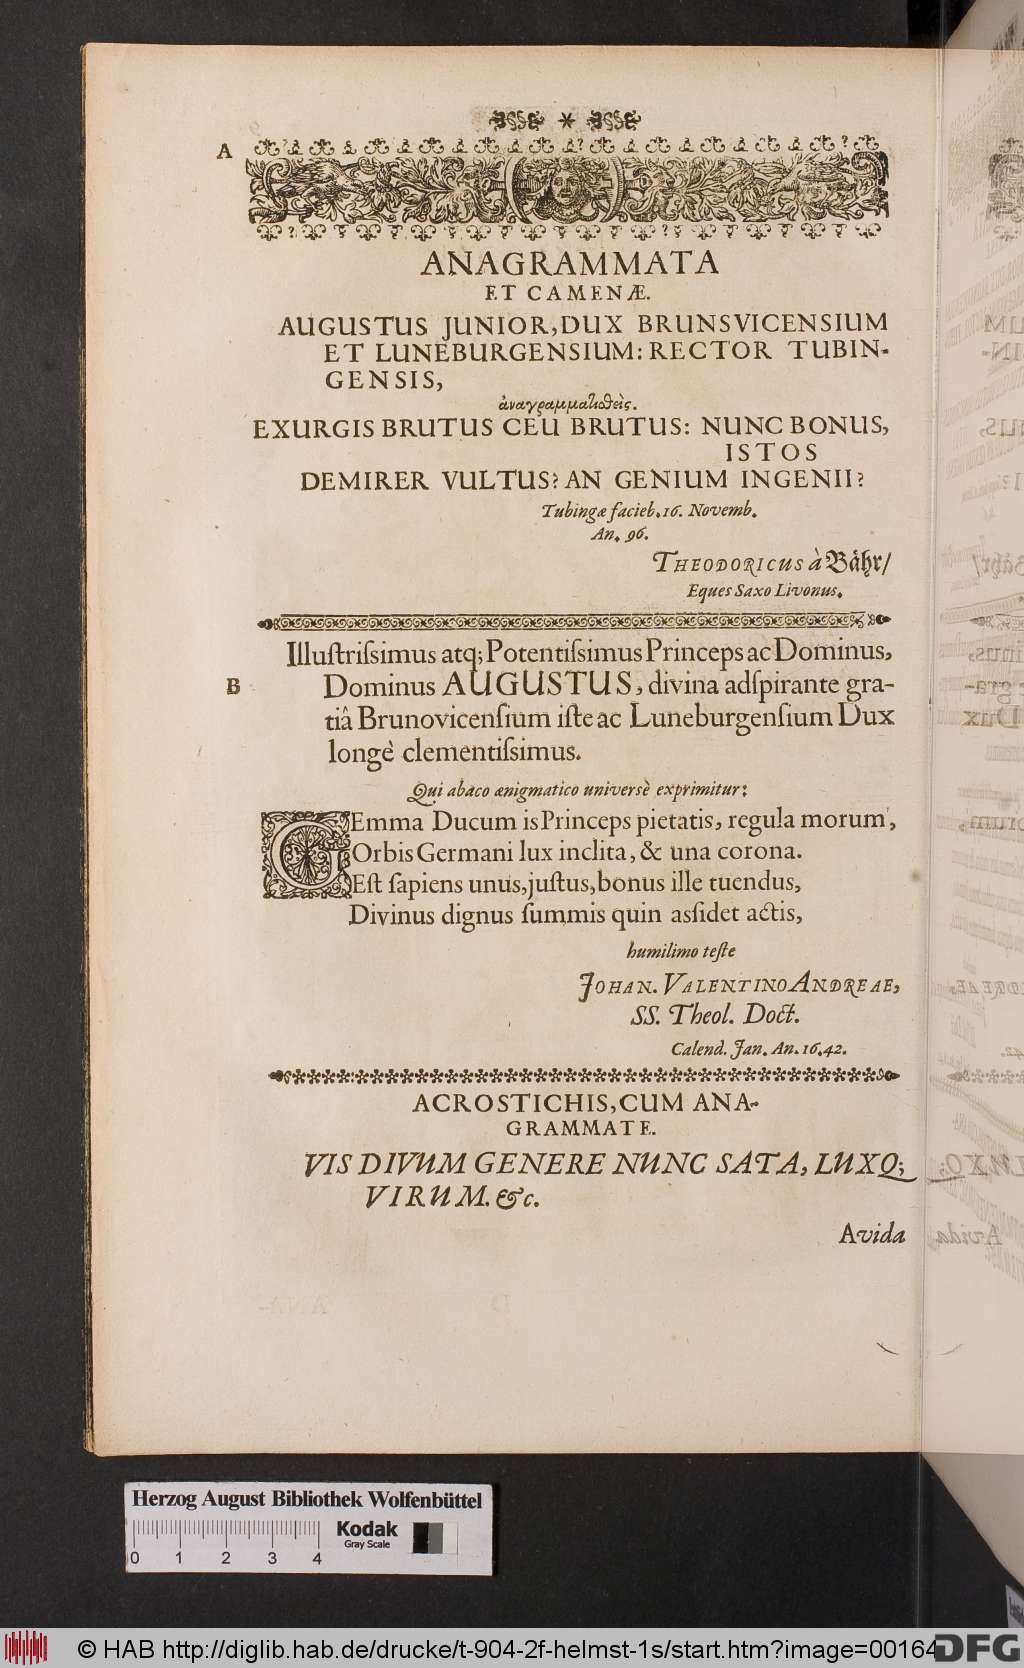 A
ANAGRAMMATA
ET CAMENÆ.
AUGUSTUS JUNIOR, DUX BRUNSVICENSIUM
ET LUNEBURGENSIUM: RECTOR TUBIN-
GENSIS,
ἀναγραμματισθεὶς.
EXURGIS BRUTUS CEU BRUTUS: NUNC BONUS,
ISTOS
DEMIRER VULTUS? AN GENIUM INGENII?
Tubingæ facieb. 16. Novemb.
An. 96.
THEODORICUS à Bähr/
Eques Saxo Livonus.
Illuſtriſsimus atq; Potentiſsimus Princeps ac Dominus,
B
Dominus AUGUSTUS, divina adſpirante gra-
tiâ Brunovicenſium iſte ac Luneburgenſium Dux
longè clementiſsimus.
Qui abaco ænigmatico universè exprimitur:
GEmma Ducum is Princeps pietatis, regula morum,
Orbis Germani lux inclita, & una corona.
Eſt ſapiens unus, juſtus, bonus ille tuendus,
Divinus dignus ſummis quin aſſidet actis,
humilimo teſte
JOHAN. VALENTINO ANDREAE,
SS. Theol. Doct.
Calend. Jan. An. 16.42.
ACROSTICHIS, CUM ANA-
GRAMMATE.
VIS DIVUM GENERE NUNC SATA, LUXQ;
VIRUM. &c.
Avida
Herzog August Bibliothek Wolfenbüttel
Kodak
Gray Scale
0 1 2 3 4
© HAB http://diglib.hab.de/drucke/t-904-2f-helmst-1s/start.htm?image=00164
DFG